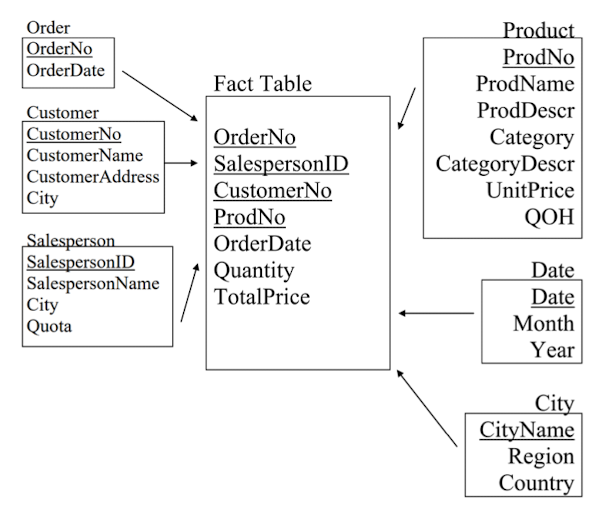 Order
OrderNo
OrderDate
Customer
CustomerNo
CustomerName
CustomerAddress
City
Salesperson
SalespersonID
SalespersonName
City
Quota
Fact Table
OrderNo
SalespersonID
CustomerNo
ProdNo
OrderDate
Quantity
TotalPrice
Product
ProdNo
ProdName
ProdDescr
Category
CategoryDescr
UnitPrice
QOH
Date
Date
Month
Year
City
CityName
Region
Country